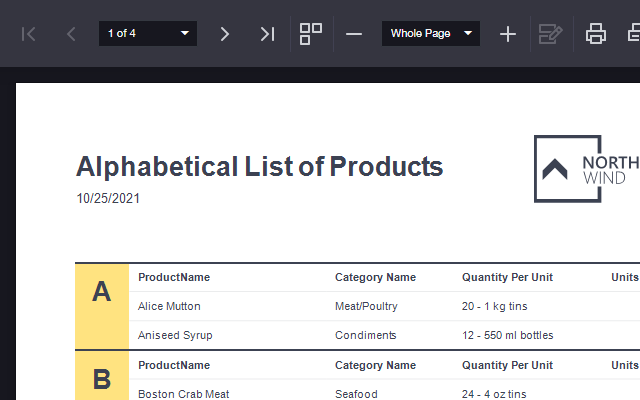 1 of 4 Whole Page
Alphabetical List of Products
10/25/2021
NORTH
WIND
A ProductName Category Name Quantity Per Unit Units
Alice Mutton Meat/Poultry 20 - 1 kg tins
Aniseed Syrup Condiments 12 - 550 ml bottles
B ProductName Category Name Quantity Per Unit Units
Boston Crab Meat Seafood 24 - 4 oz tins